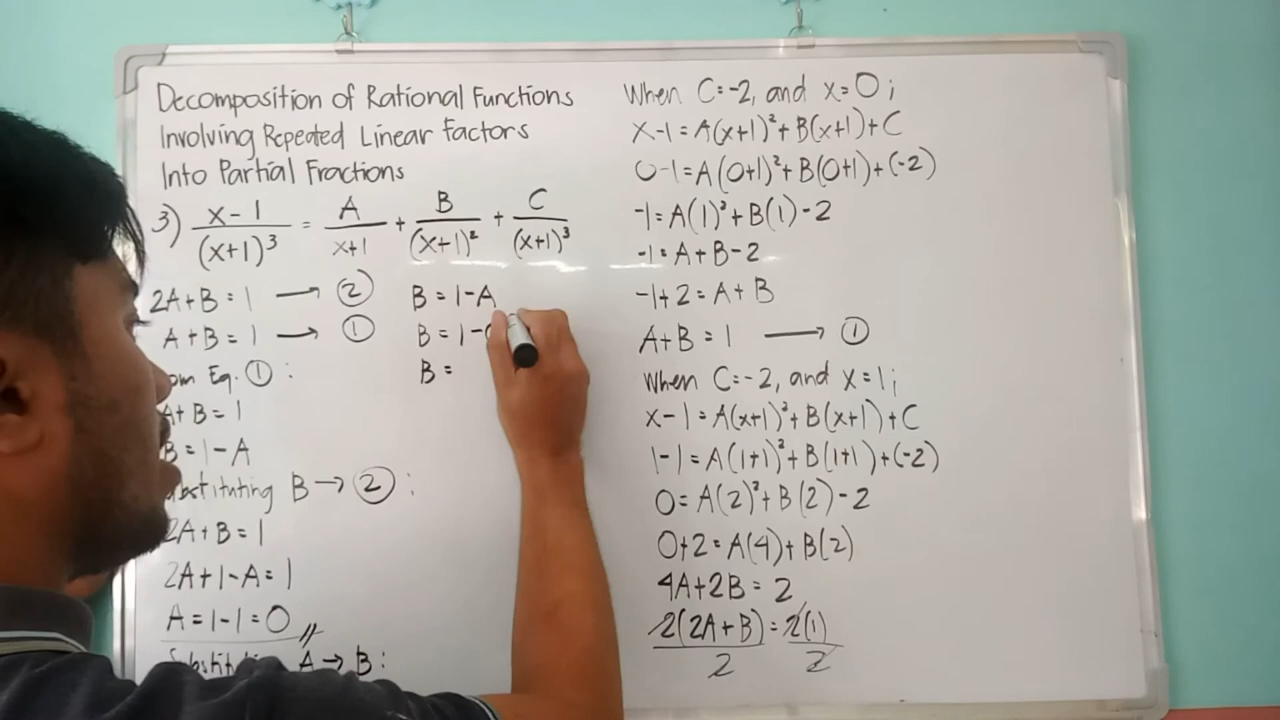 Decomposition of Rational Functions
Involving Repeated Linear Factors
Into Partial Fractions
3) x-1/(x+1)³ = A/x+1 + B/(x+1)² + C/(x+1)³
2A+B=1 → ②
A+B=1 → ①
Eq. ① :
A+B=1
B=1-A
B → ② :
2A+B=1
2A+1-A=1
A=1-1=0 //
A → B:
B=1-A
B=1-
B=
When C=-2, and x=0;
x-1=A(x+1)²+B(x+1)+C
0-1=A(0+1)²+B(0+1)+(-2)
-1=A(1)²+B(1)-2
-1=A+B-2
-1+2=A+B
A+B=1 → ①
When C=-2, and x=1;
x-1=A(x+1)²+B(x+1)+C
1-1=A(1+1)²+B(1+1)+(-2)
0=A(2)²+B(2)-2
0+2=A(4)+B(2)
4A+2B=2
2(2A+B)/2=2(1)/2